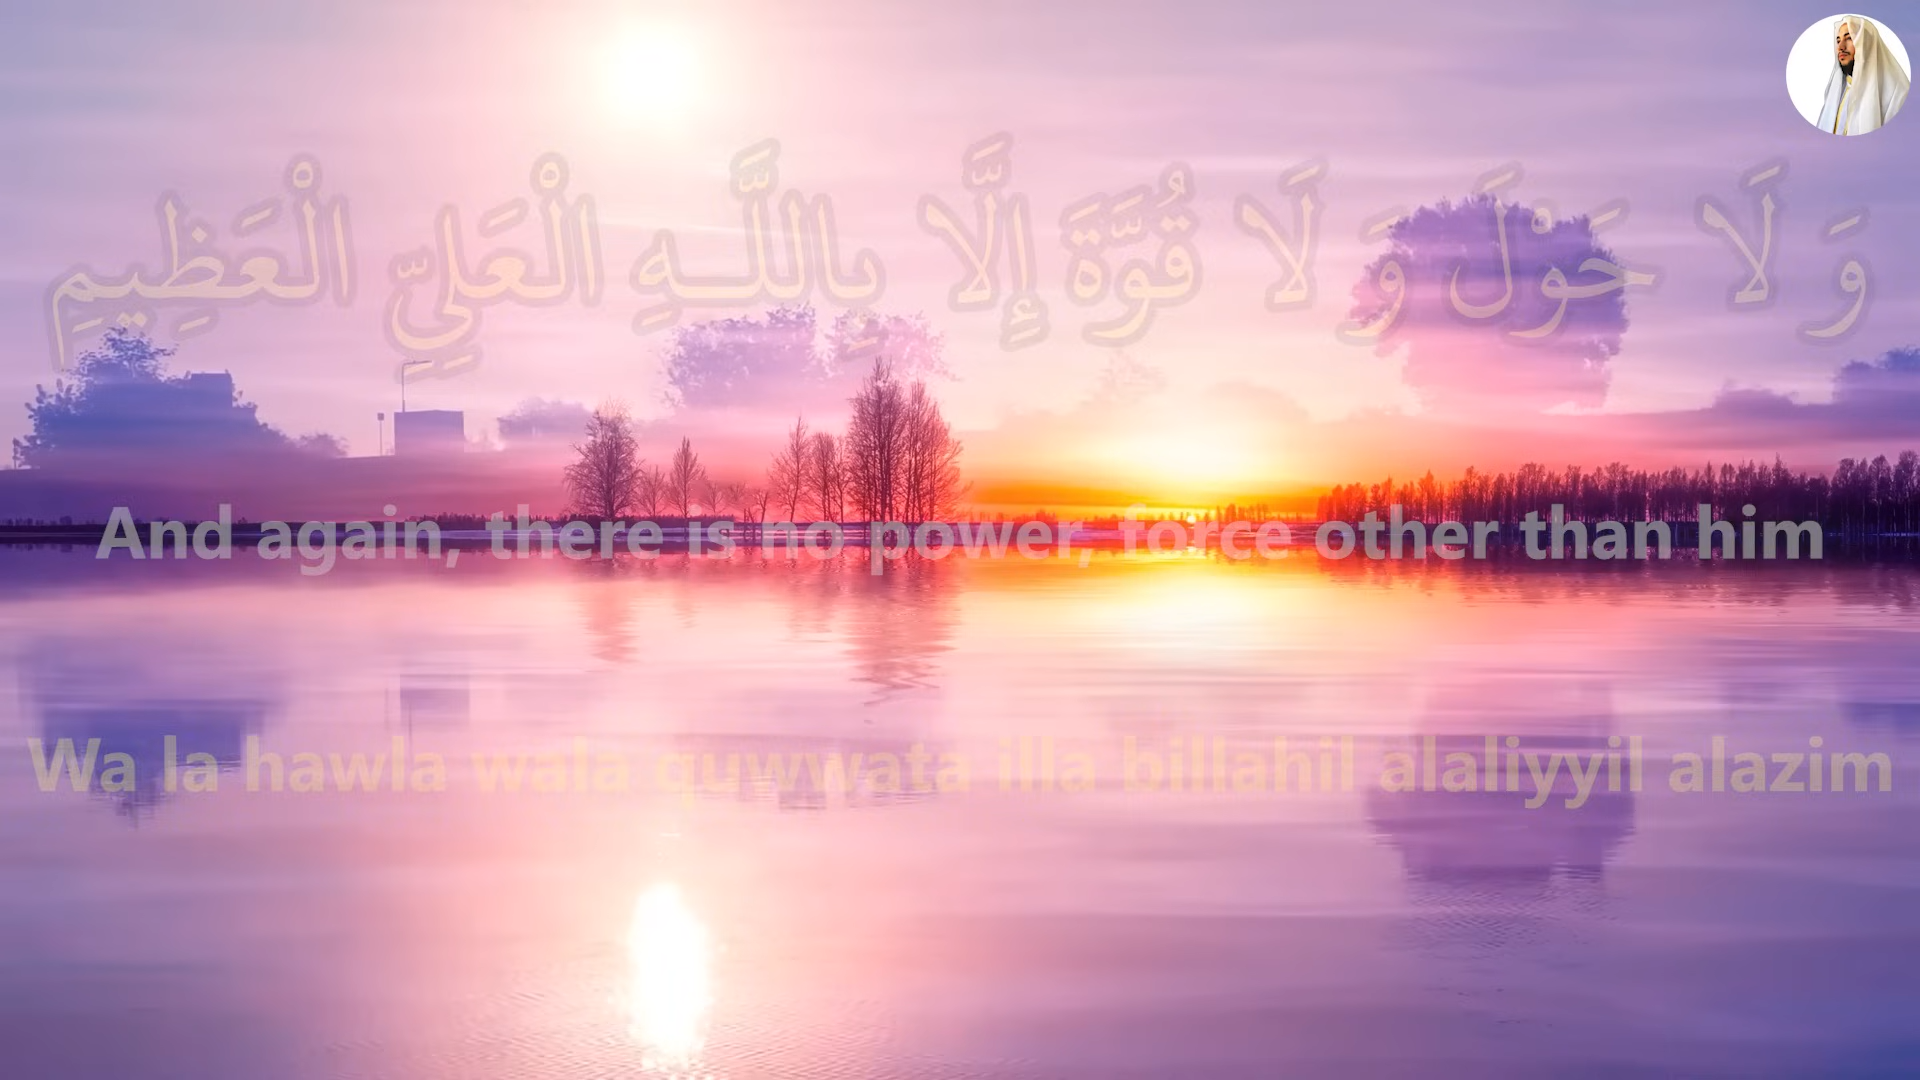 وَ لَا حَوْلَ وَ لَا قُوَّةَ إِلَّا بِاللَّـهِ الْعَلِيِّ الْعَظِيمِ
And again, there is no power, force other than him
Wa la hawla wala quwwata illa billahil alaliyyil alazim